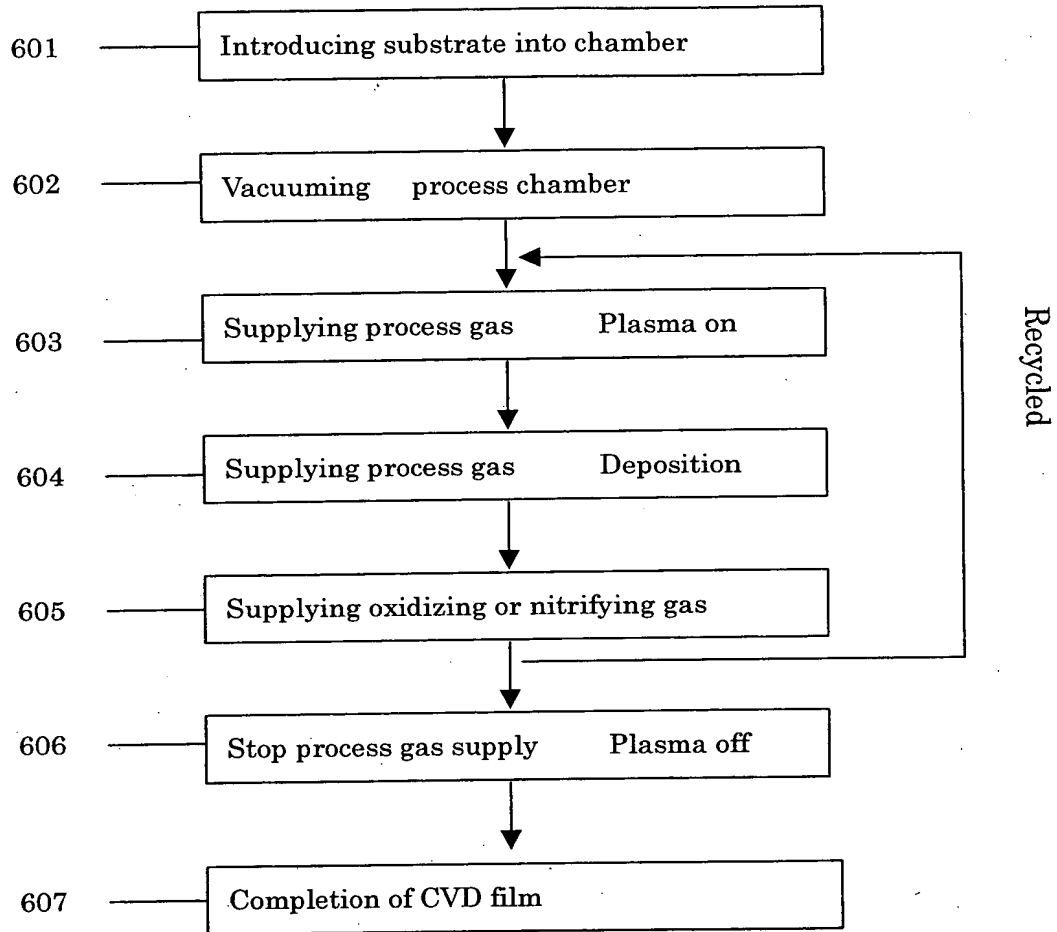 601 Introducing substrate into chamber
602 Vacuuming process chamber
603 Supplying process gas Plasma on
Recycled
604 Supplying process gas Deposition
605 Supplying oxidizing or nitrifying gas
606 Stop process gas supply Plasma off
607 Completion of CVD film